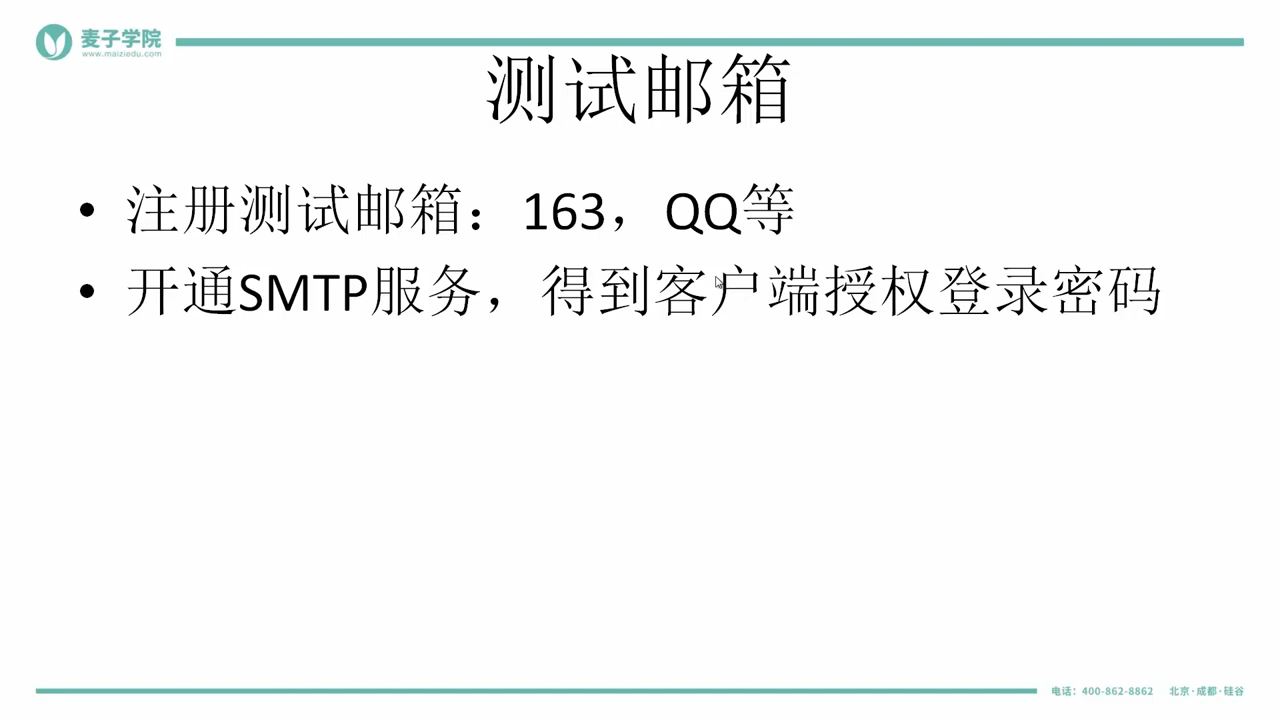 麦子学院
www.maiziedu.com
测试邮箱
• 注册测试邮箱：163，QQ等
• 开通SMTP服务，得到客户端授权登录密码
电话：400-862-8862 北京·成都·硅谷